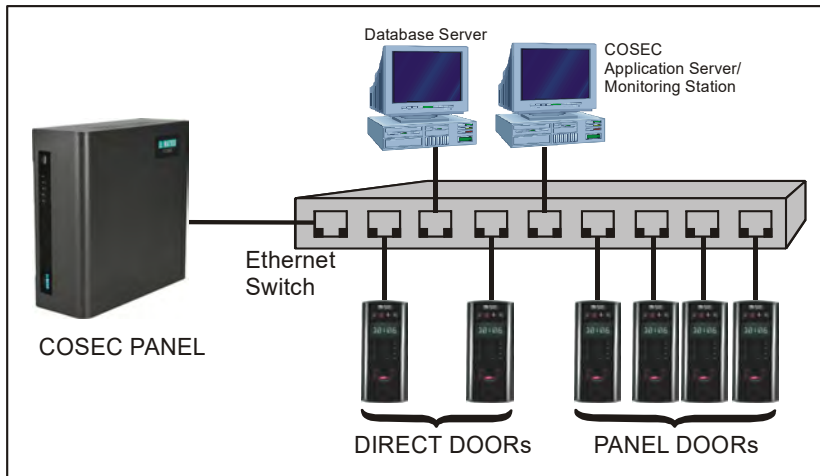 Database Server
COSEC
Application Server/
Monitoring Station
Ethernet
Switch
COSEC PANEL
DIRECT DOORs
PANEL DOORs